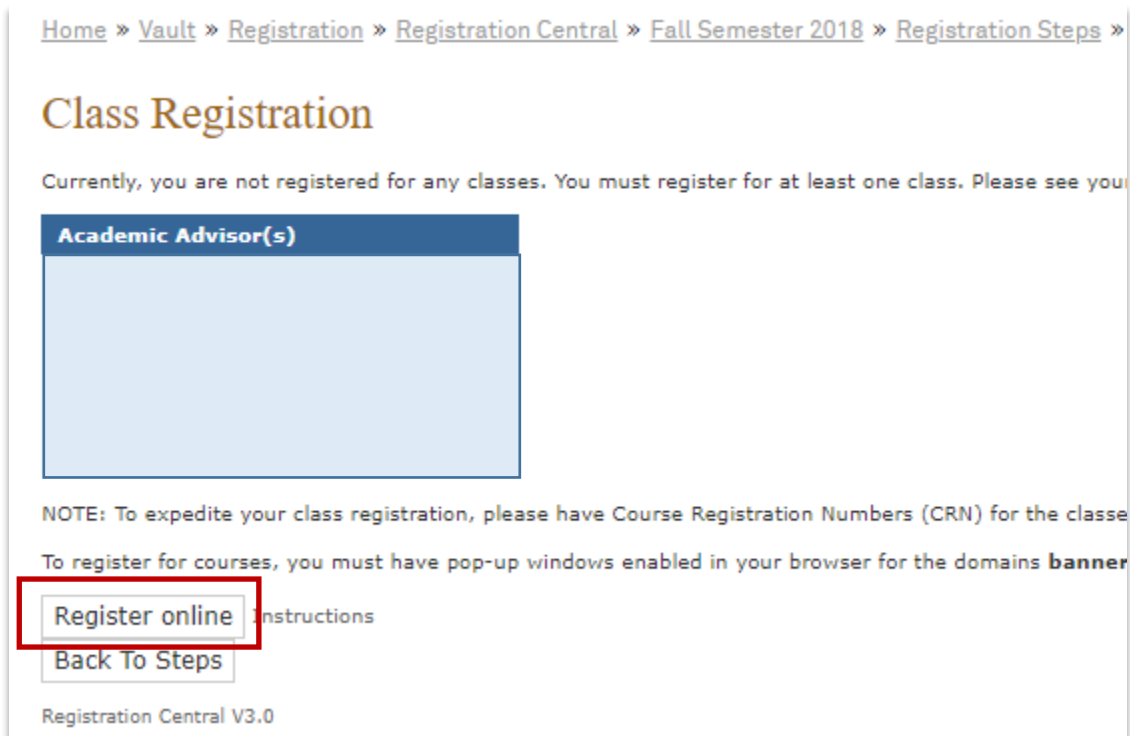 Home » Vault » Registration » Registration Central » Fall Semester 2018 » Registration Steps »
Class Registration
Currently, you are not registered for any classes. You must register for at least one class. Please see
Academic Advisor(s)
NOTE: To expedite your class registration, please have Course Registration Numbers (CRN) for the
To register for courses, you must have pop-up windows enabled in your browser for the domains banner
Register online Instructions
Back To Steps
Registration Central V3.0